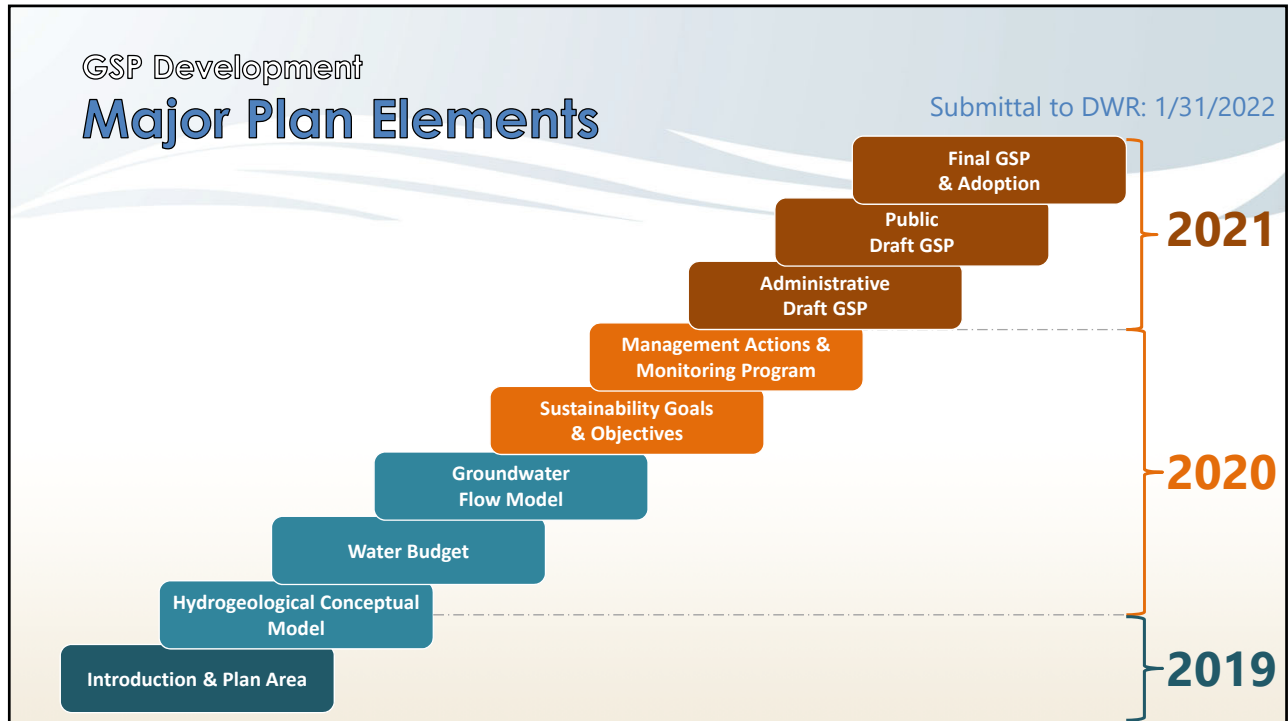 GSP Development
Major Plan Elements
Submittal to DWR: 1/31/2022
Final GSP
& Adoption
Public
Draft GSP
2021
Administrative
Draft GSP
Management Actions &
Monitoring Program
Sustainability Goals
& Objectives
Groundwater
Flow Model
2020
Water Budget
Hydrogeological Conceptual
Model
Introduction & Plan Area
2019